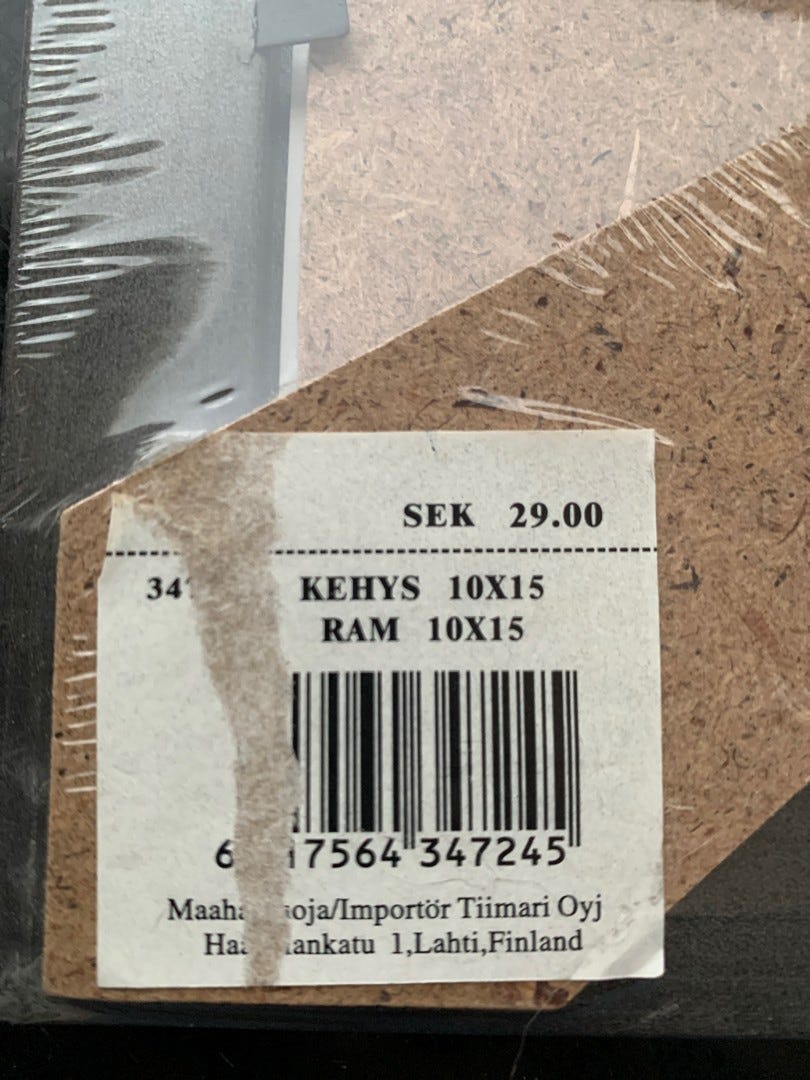 SEK 29.00
KEHYS 10X15
RAM 10X15
7564 347245
Importör Tiimari Oyj
1,Lahti,Finland